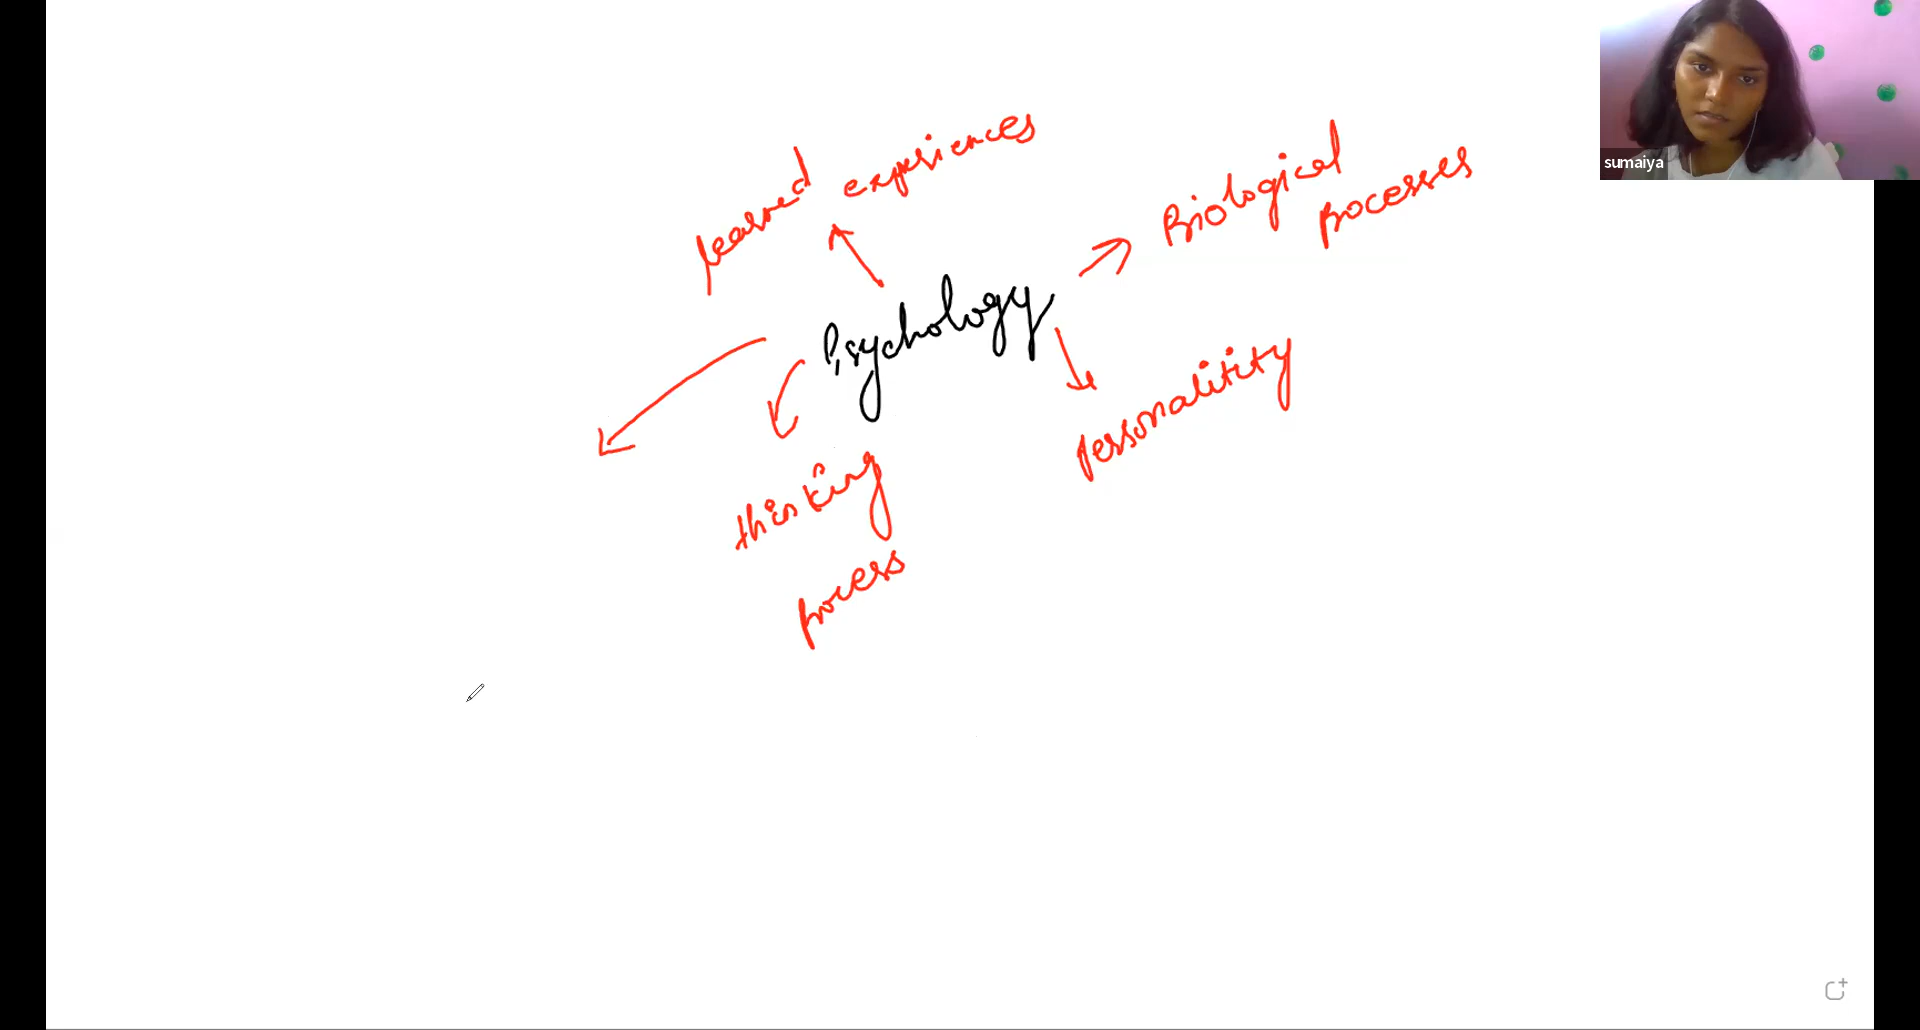 learned experiences
Biological
processes
Psychology
personalitity
thinking
process
sumaiya